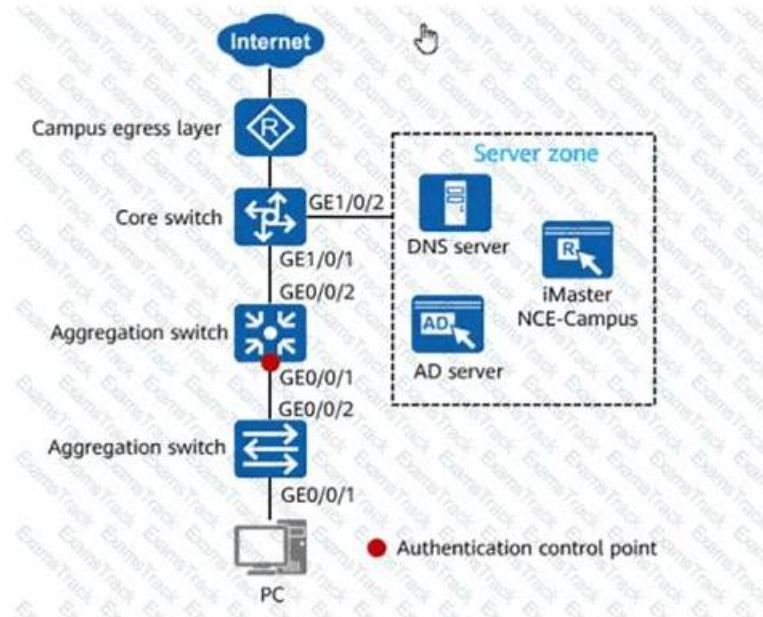 Internet
Campus egress layer
R
Server zone
Core switch
GE1/0/2
DNS server
R
iMaster
NCE-Campus
GE1/0/1
GE0/0/2
Aggregation switch
AD
AD server
GE0/0/1
GE0/0/2
Aggregation switch
GE0/0/1
PC
Authentication control point
ExamsTrack